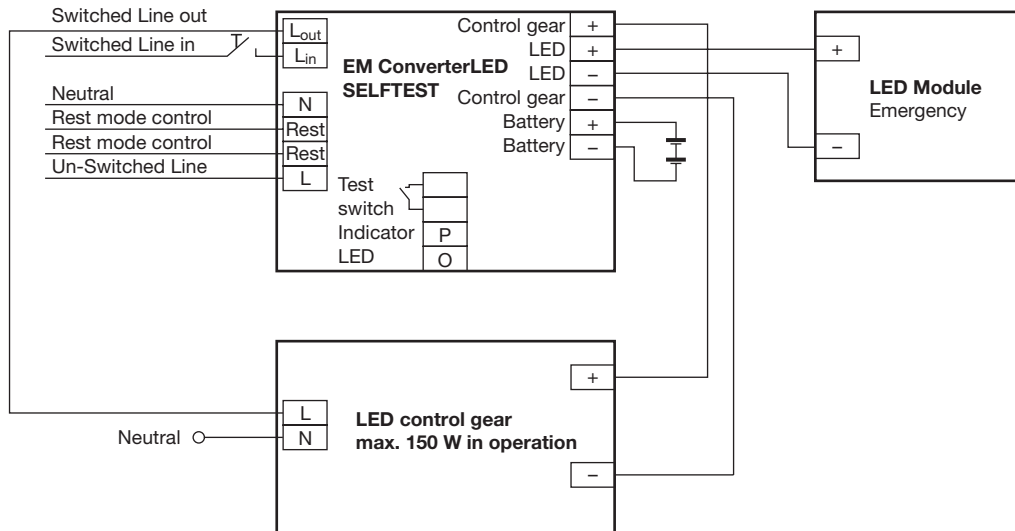 Switched Line out
Switched Line in
Neutral
Rest mode control
Rest mode control
Un-Switched Line
Lout
Lin
N
Rest
Rest
L
EM ConverterLED
SELFTEST
Test
switch
Indicator
LED
P
O
Control gear
LED
LED
Control gear
Battery
Battery
+
+
–
–
+
–
+
–
LED Module
Emergency
Neutral
L
N
LED control gear
max. 150 W in operation
+
–